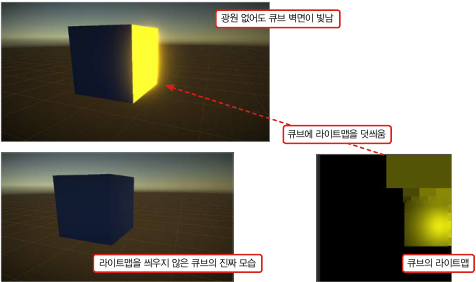 광원 없어도 큐브 벽면이 빛남
큐브에 라이트맵을 덧씌움
라이트맵을 씌우지 않은 큐브의 진짜 모습
큐브의 라이트맵